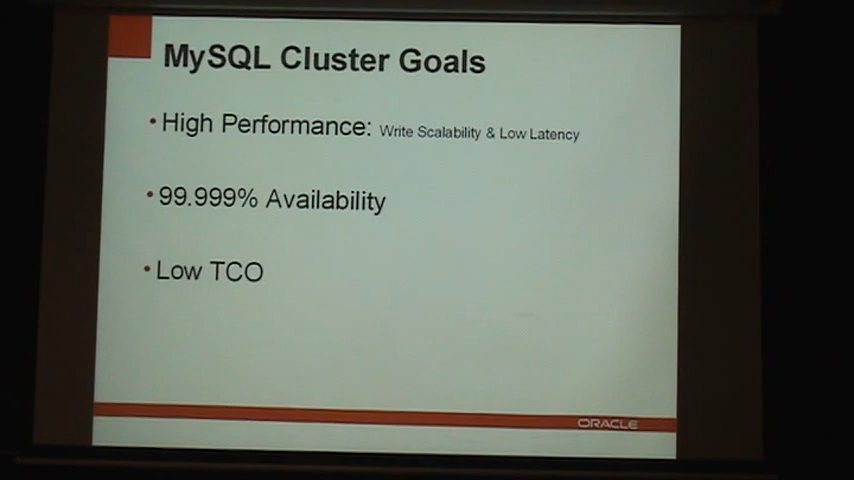 MySQL Cluster Goals
• High Performance: Write Scalability & Low Latency
• 99.999% Availability
• Low TCO
ORACLE